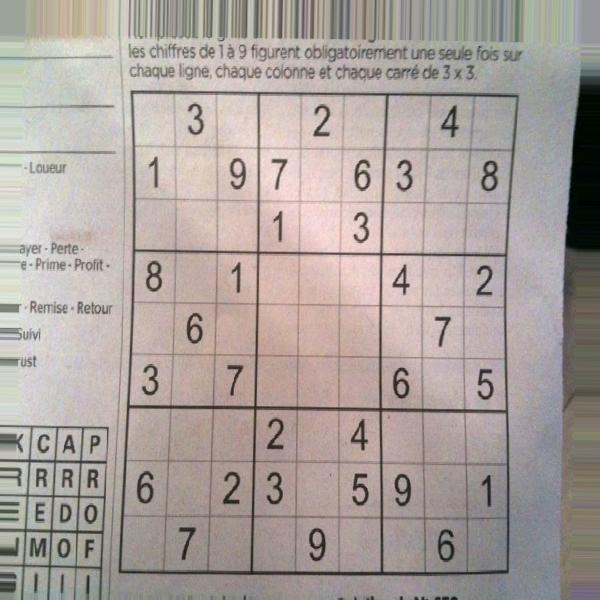 les chiffres de 1 à 9 figurent obligatoirement une seule fois sur
chaque ligne, chaque colonne et chaque carré de 3 x 3.
- Loueur
ayer - Perte -
e - Prime - Profit -
r - Remise - Retour
Suivi
rust
3 2 4
1 9 7 6 3 8
1 3
8 1 4 2
6 7
3 7 6 5
2 4
6 2 3 5 9 1
7 9 6
K C A P
R R R
E D O
M O F
I I I